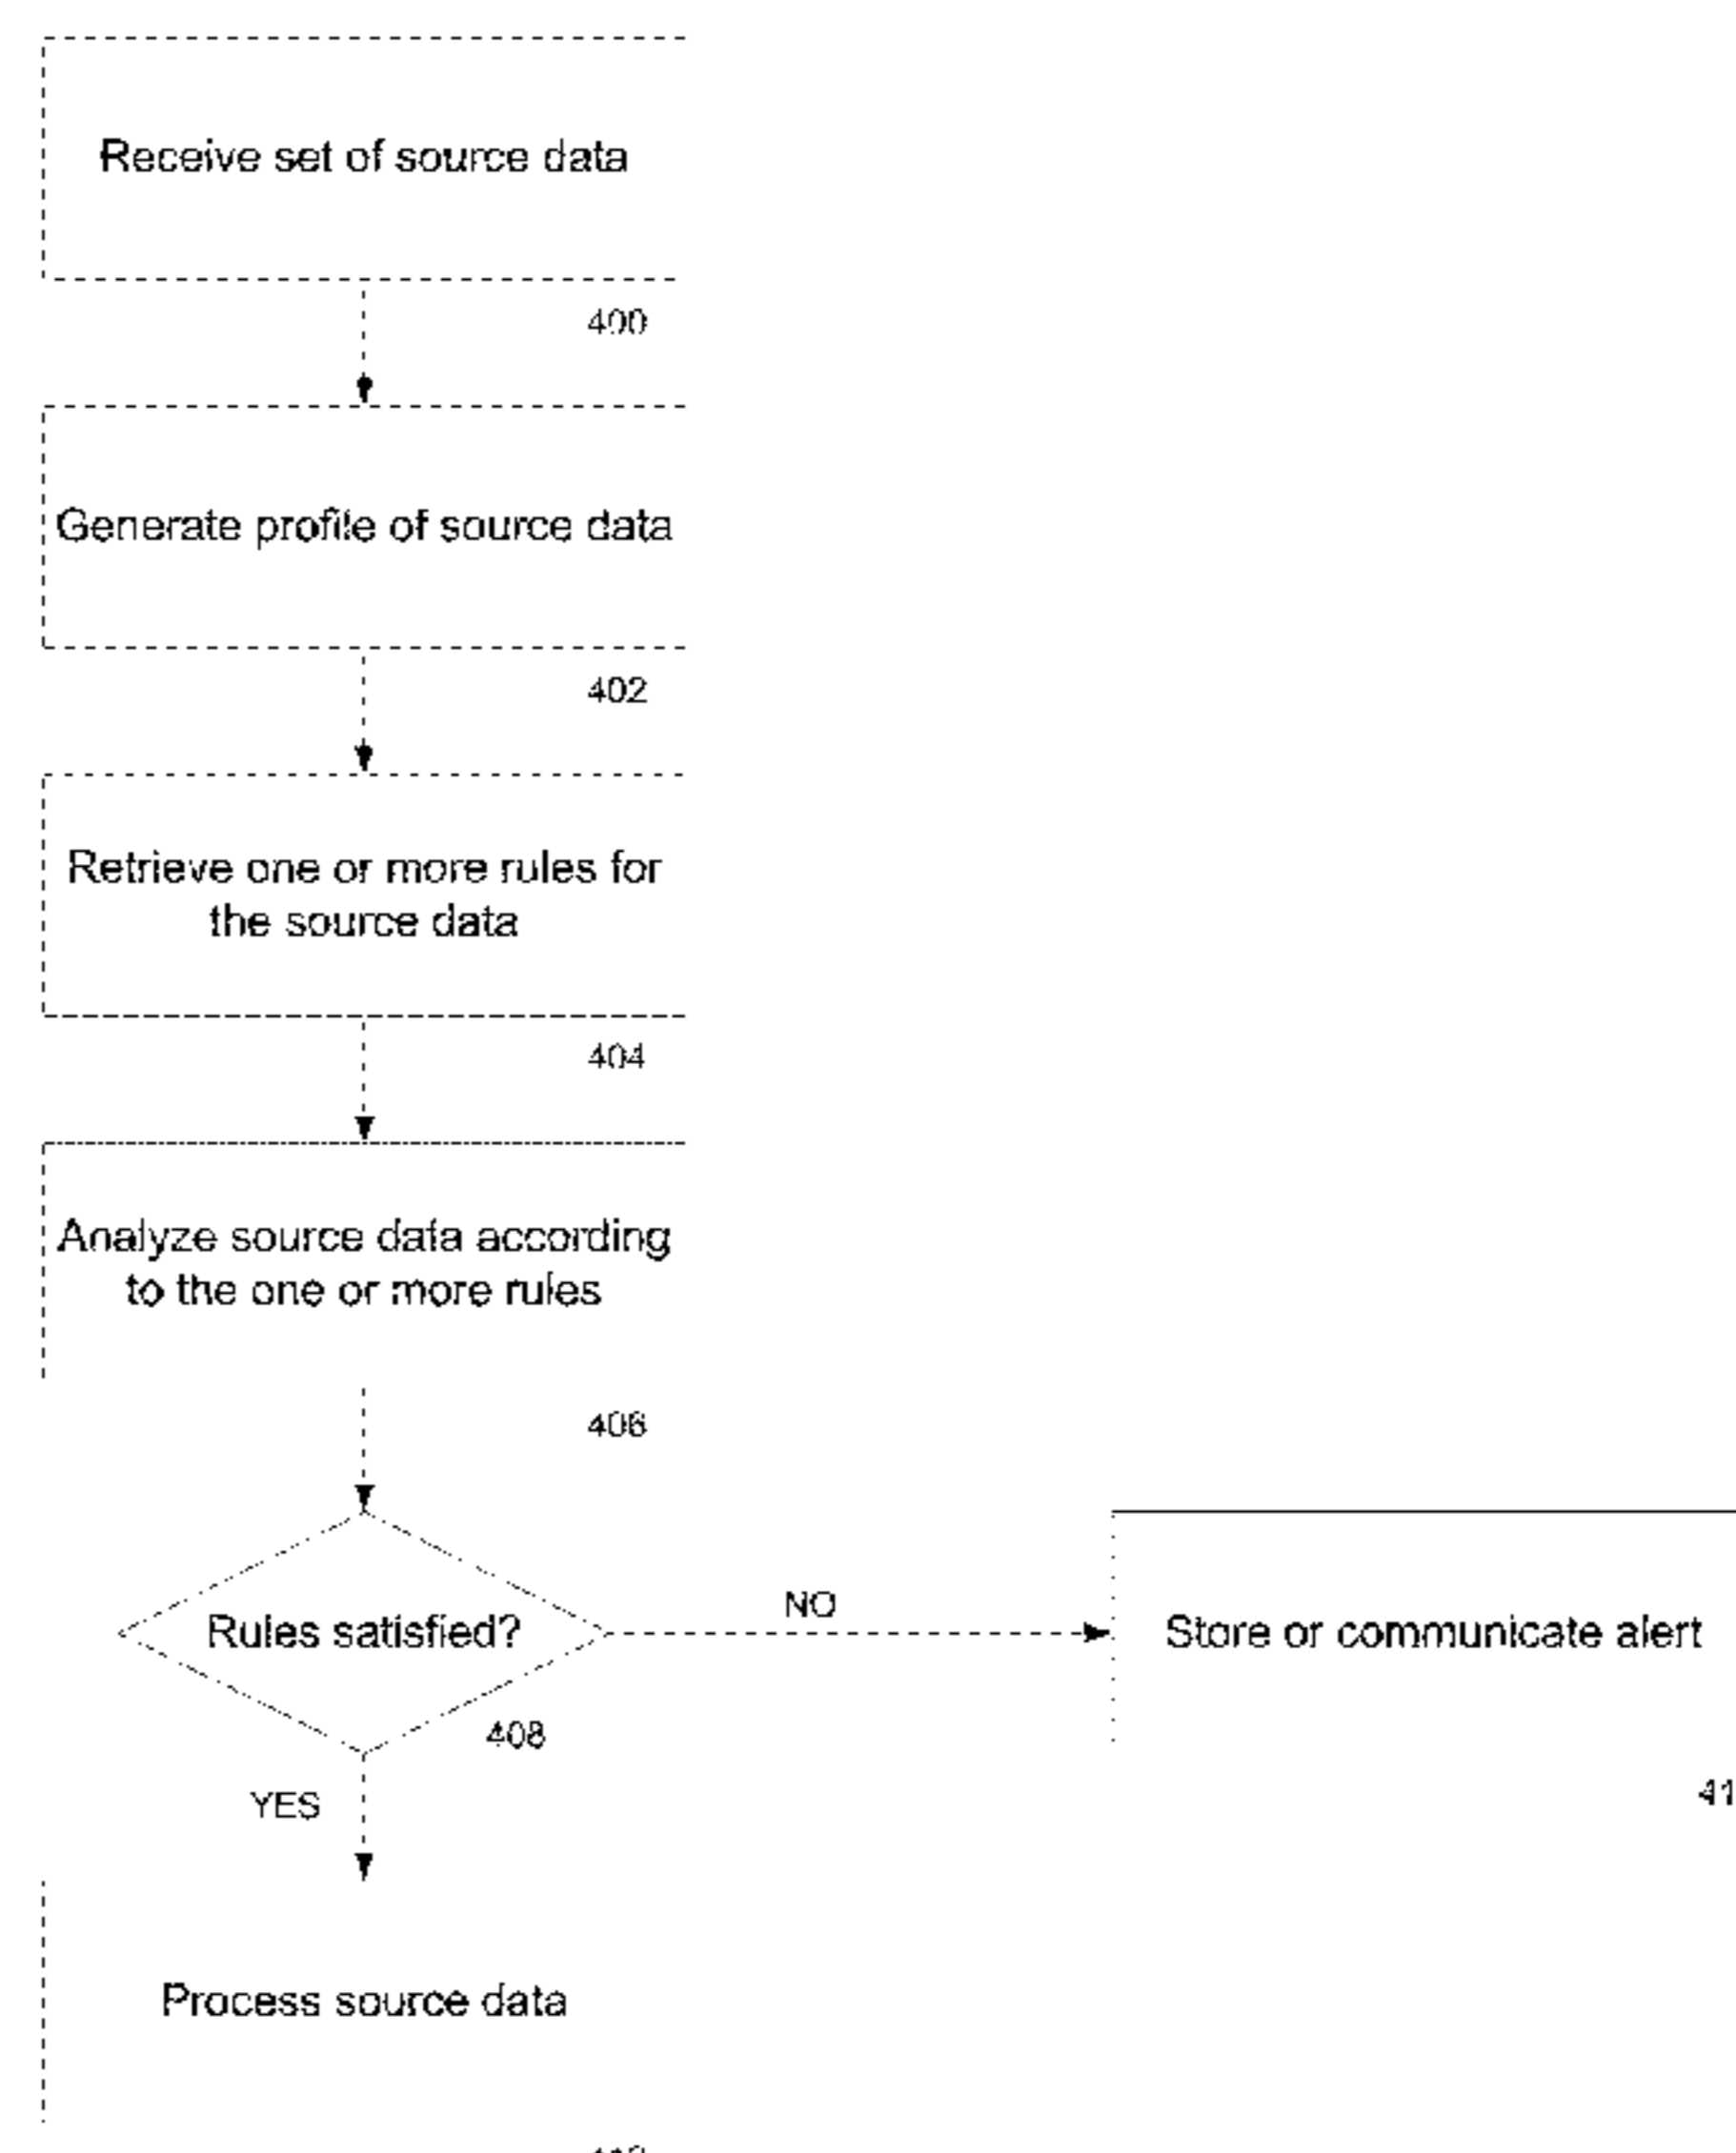 Receive set of source data
400
Generate profile of source data
402
Retrieve one or more rules for
the source data
404
Analyze source data according
to the one or more rules
406
Rules satisfied?
NO
Store or communicate alert
408
YES
Process source data